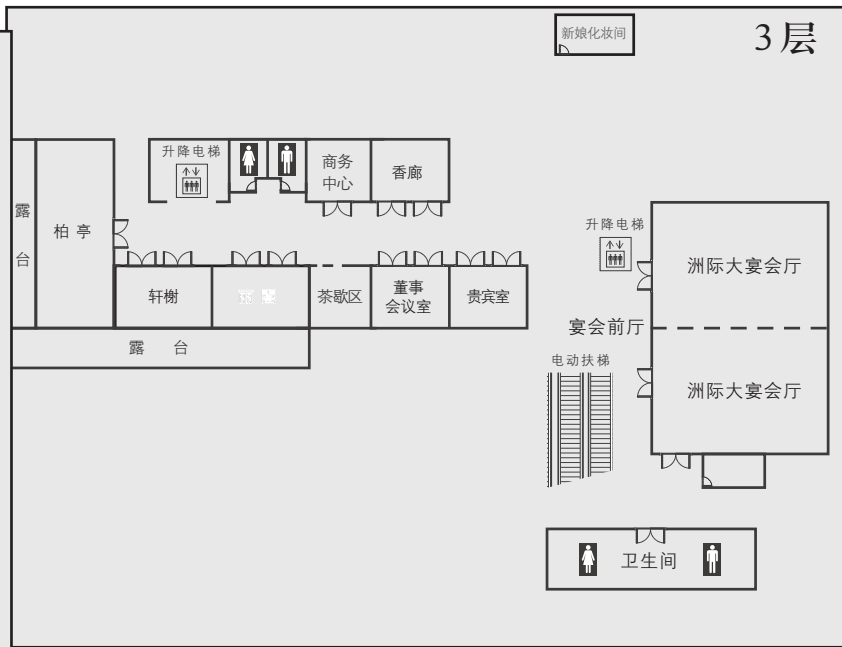 新娘化妆间
3层
升降电梯
商务
中心
香廊
露
台
柏亭
升降电梯
洲际大宴会厅
轩榭
茶歇区
董事
会议室
贵宾室
宴会前厅
露台
电动扶梯
洲际大宴会厅
卫生间